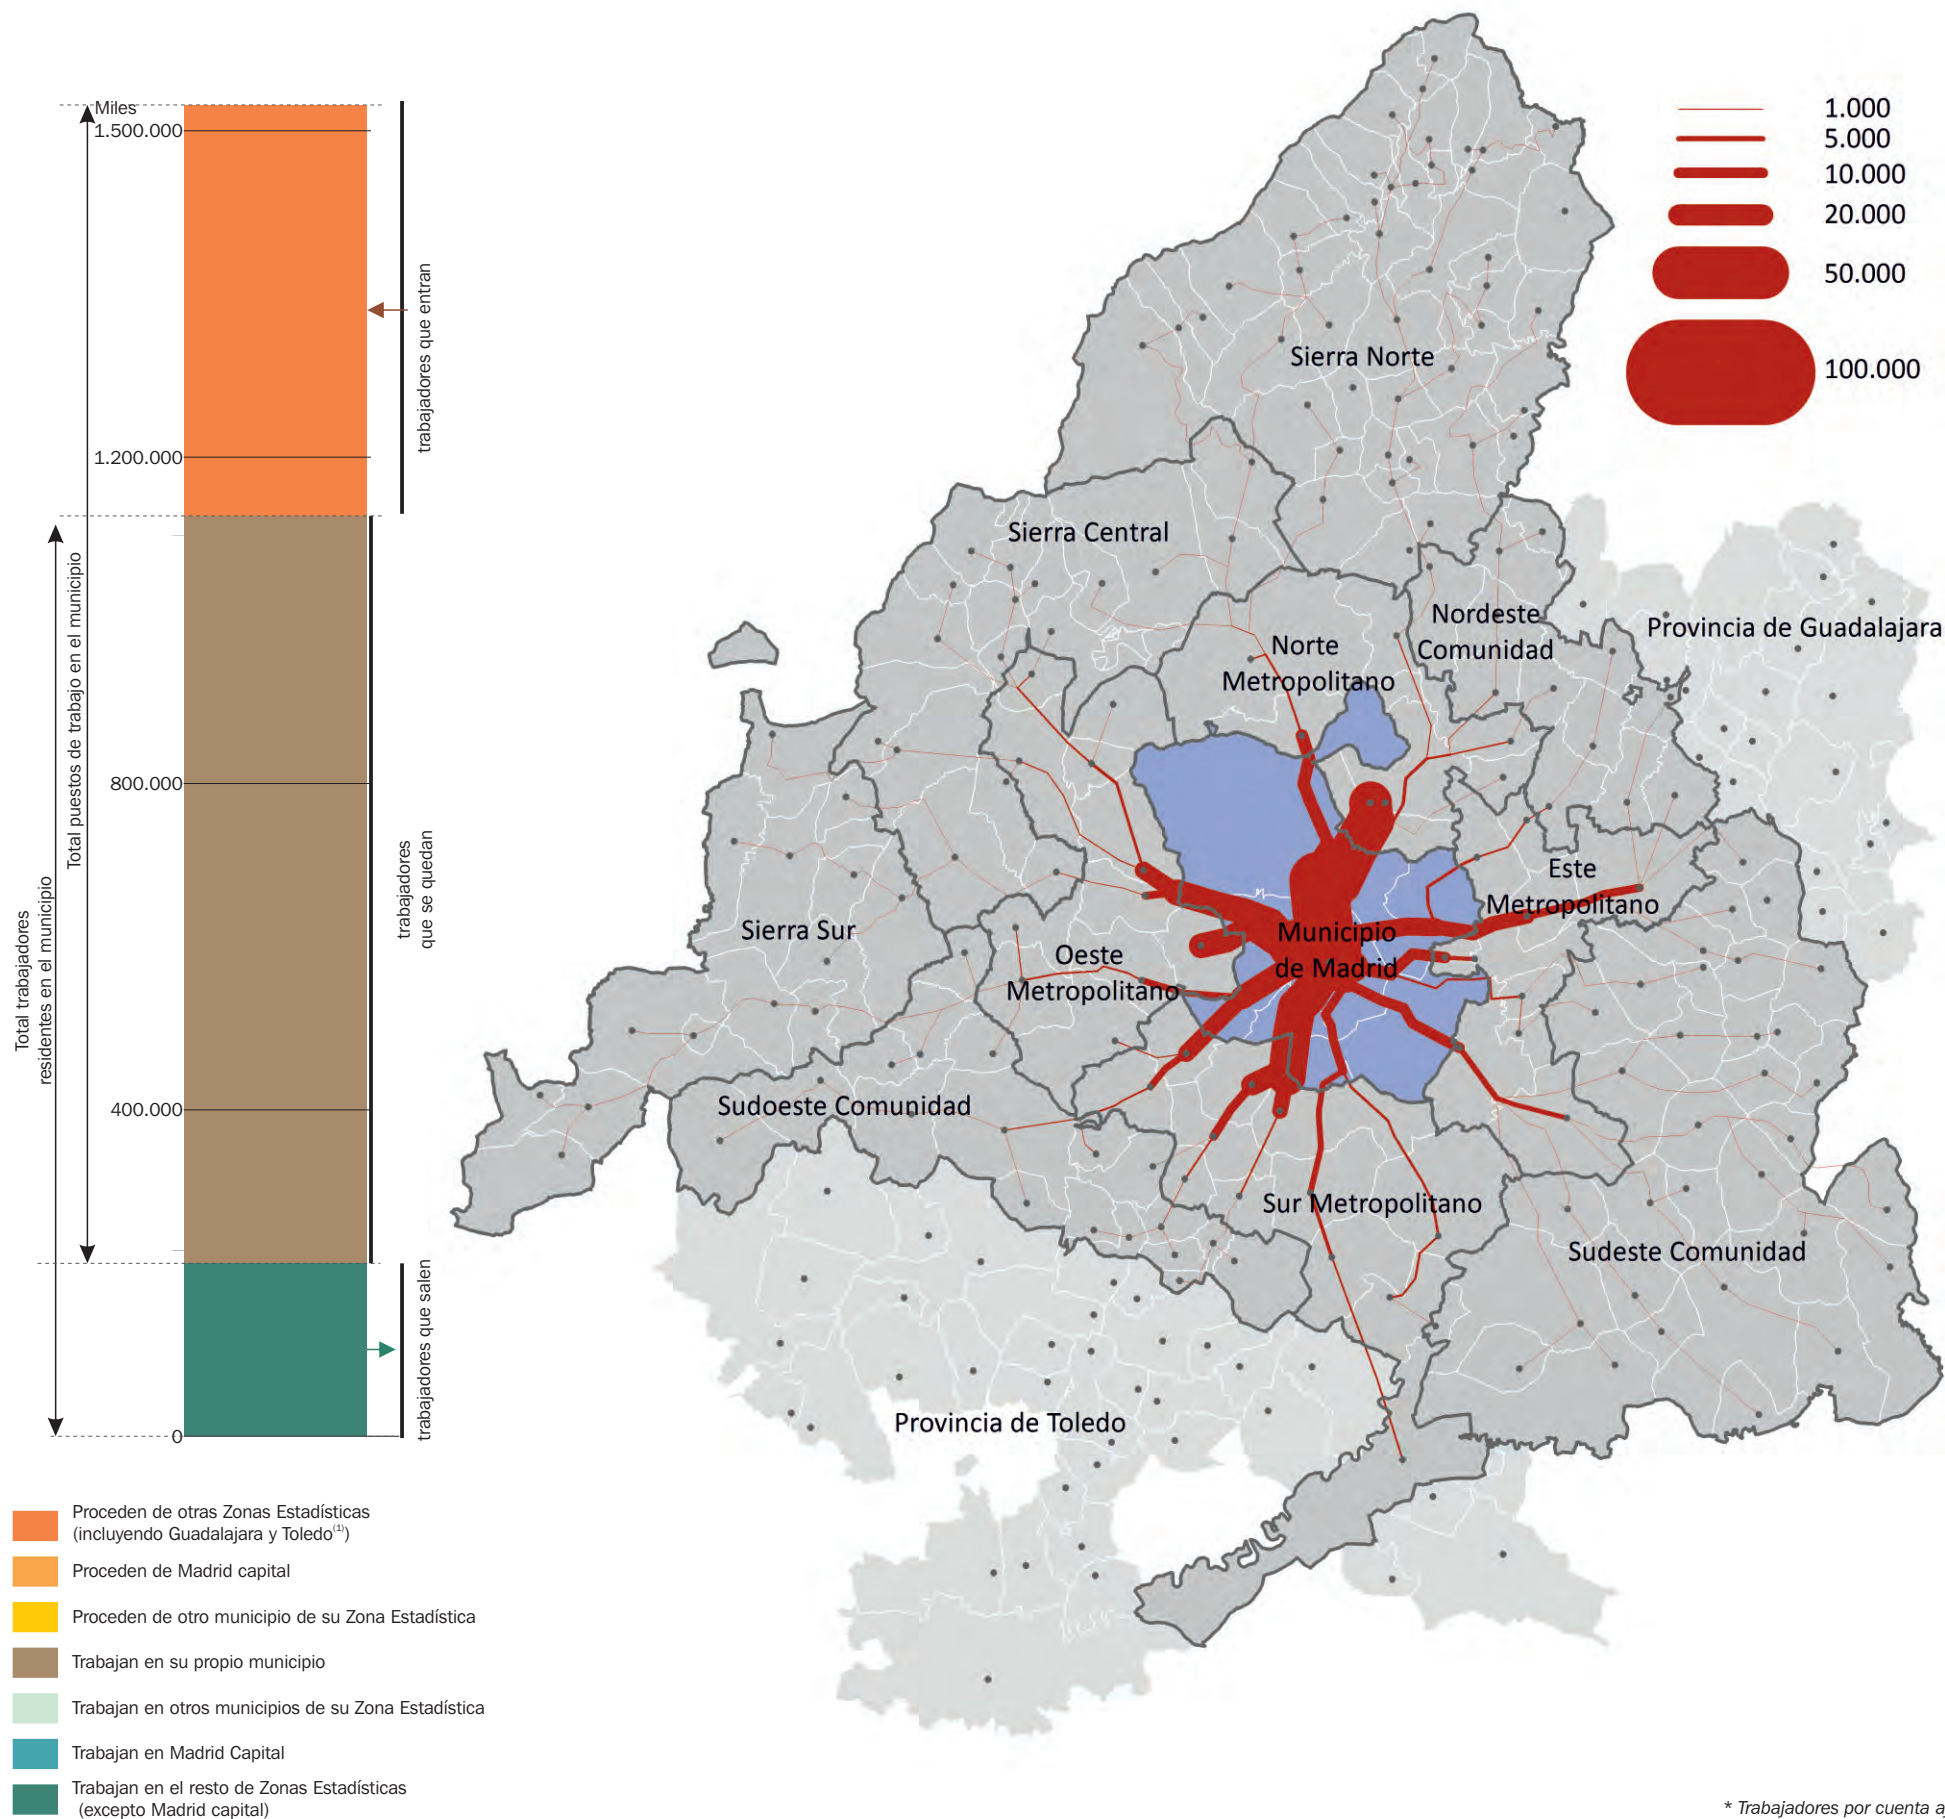 Miles
1.500.000
1.200.000
800.000
400.000
0
Total trabajadores
residentes en el municipio
Total puestos de trabajo en el municipio
trabajadores que entran
trabajadores
que se quedan
trabajadores que salen
Proceden de otras Zonas Estadísticas
(incluyendo Guadalajara y Toledo(1))
Proceden de Madrid capital
Proceden de otro municipio de su Zona Estadística
Trabajan en su propio municipio
Trabajan en otros municipios de su Zona Estadística
Trabajan en Madrid Capital
Trabajan en el resto de Zonas Estadísticas
(excepto Madrid capital)
1.000
5.000
10.000
20.000
50.000
100.000
Sierra Norte
Sierra Central
Nordeste
Comunidad
Provincia de Guadalajara
Norte
Metropolitano
Este
Metropolitano
Sierra Sur
Municipio
de Madrid
Oeste
Metropolitano
Sudoeste Comunidad
Sur Metropolitano
Sudeste Comunidad
Provincia de Toledo
* Trabajadores por cuenta